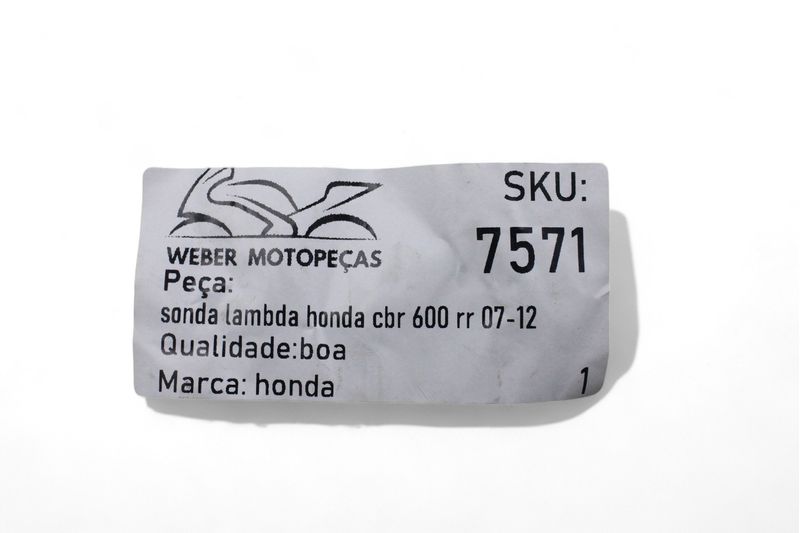 WEBER MOTOPEÇAS
SKU:
7571
Peça:
sonda lambda honda cbr 600 rr 07-12
Qualidade:boa
Marca: honda
1